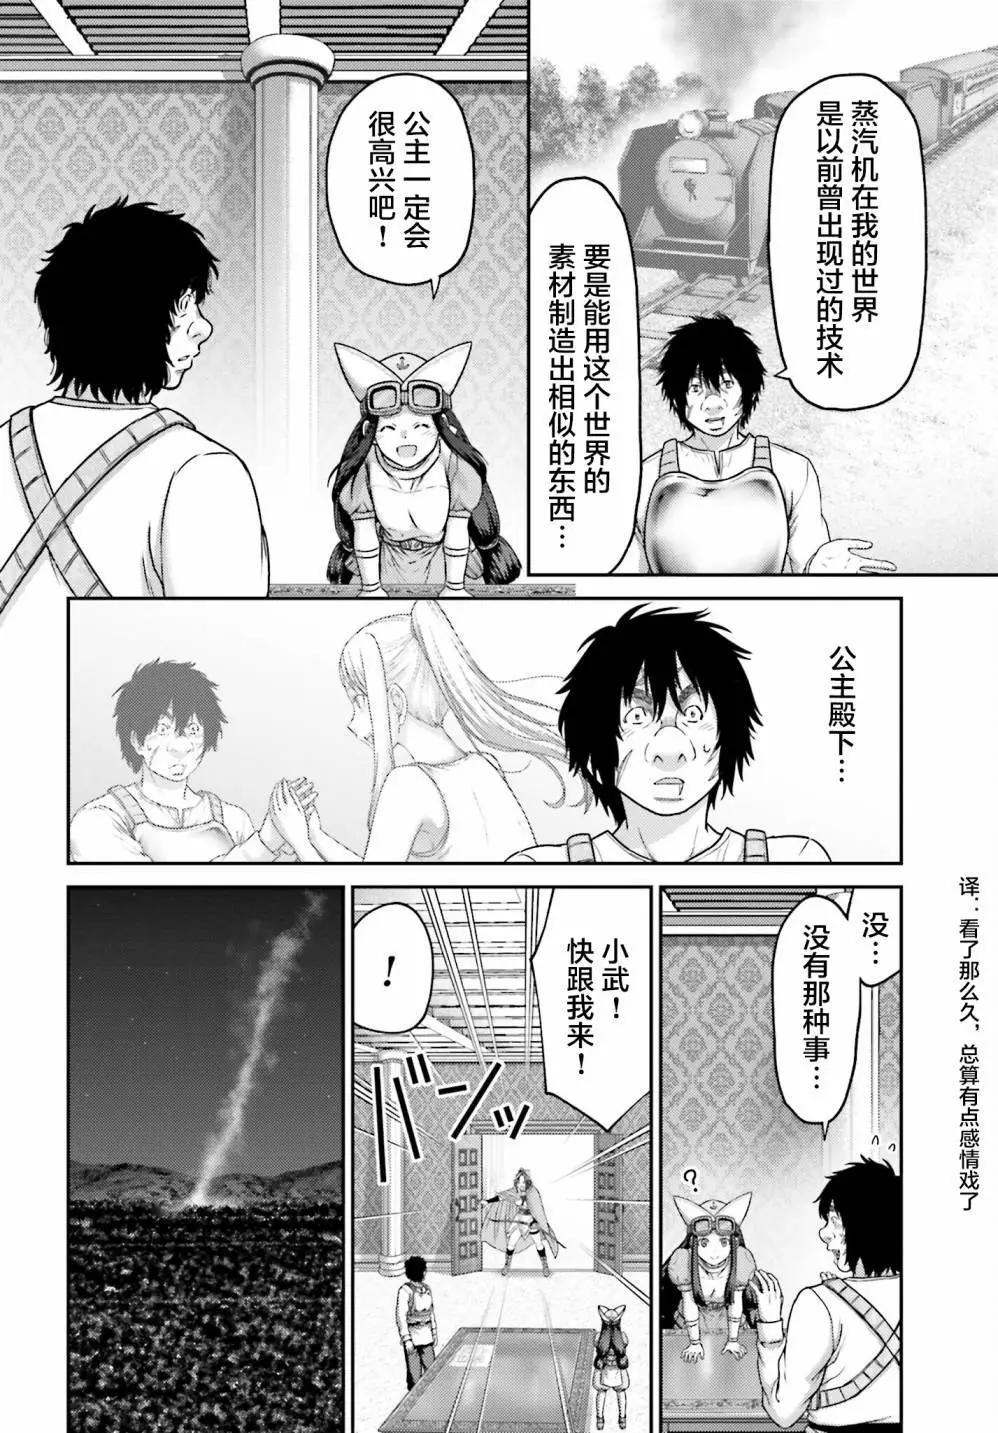 蒸汽机在我的世界
是以前曾出现过的技术
要是能用这个世界的
素材制造出相似的东西…
公主一定会
很高兴吧！
公主殿下…
没…
没有那种事…
?
小武！
快跟我来！
バーン
！
译：看了那么久，总算有点感情戏了